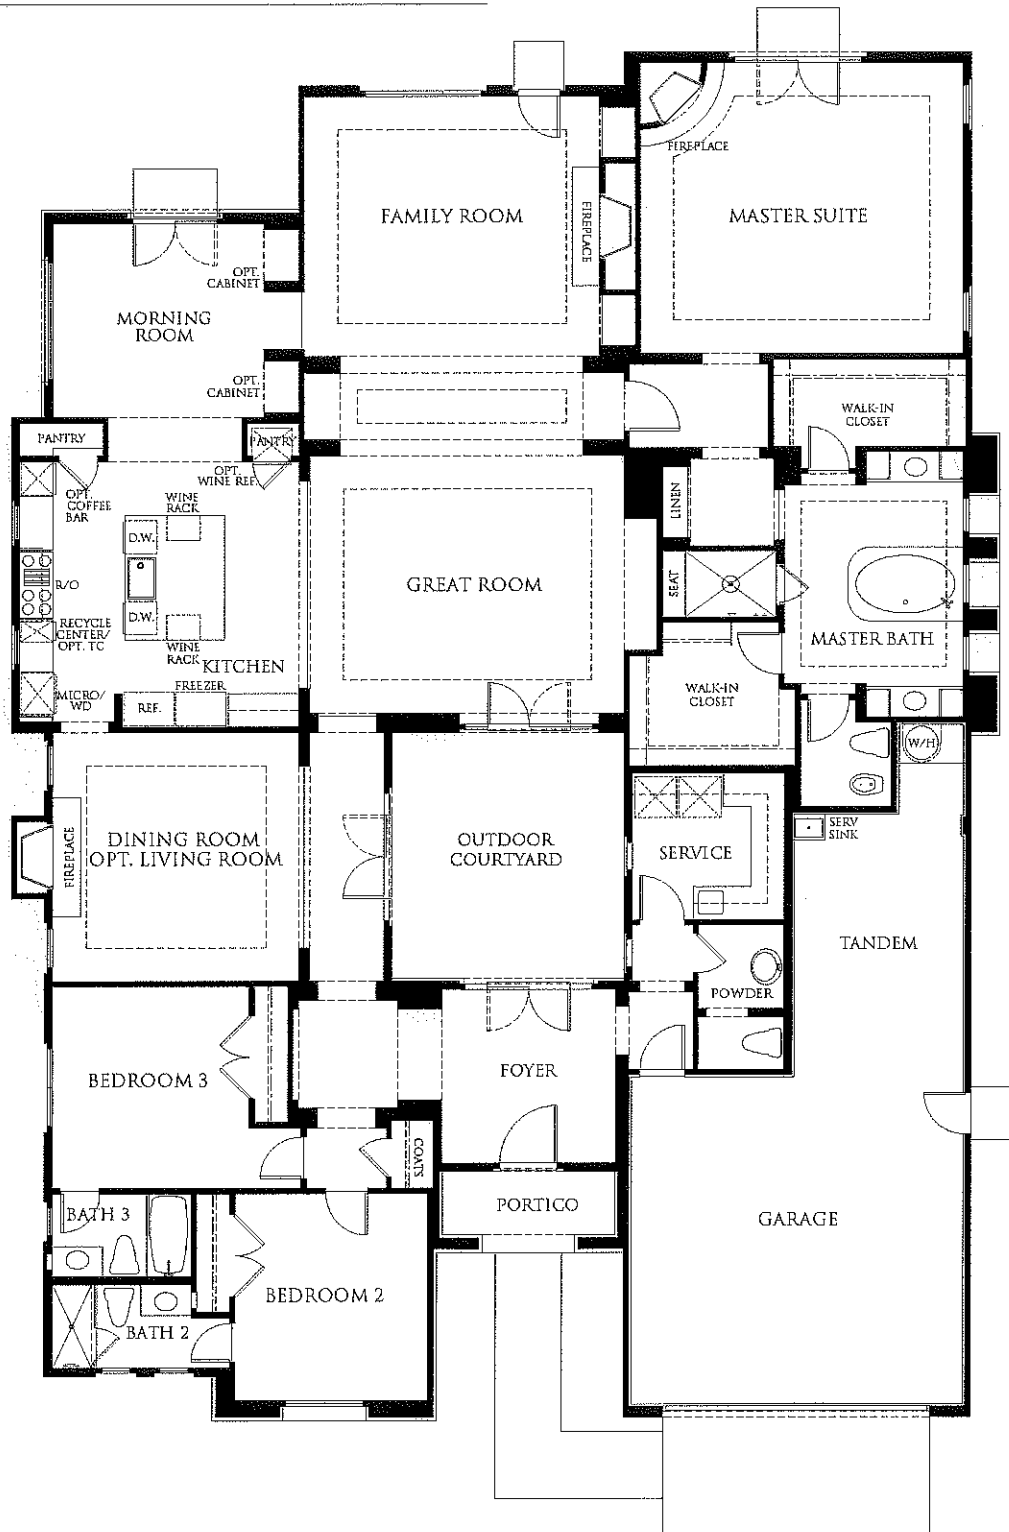 FIREPLACE
FAMILY ROOM
FIREPLACE
MASTER SUITE
OPT.
CABINET
MORNING
ROOM
OPT.
CABINET
WALK-IN
CLOSET
PANTRY
PANTRY
OPT.
WINE REF.
OPT.
COFFEE
BAR
WINE
RACK
LINEN
D.W.
R/O
GREAT ROOM
SEAT
D.W.
RECYCLE
CENTER/
OPT. TC
WINE
RACK
KITCHEN
MASTER BATH
FREEZER
MICRO/
WD
REF.
WALK-IN
CLOSET
W/H
SERV
SINK
DINING ROOM
OPT. LIVING ROOM
FIREPLACE
OUTDOOR
COURTYARD
SERVICE
TANDEM
POWDER
BEDROOM 3
FOYER
COATS
BATH 3
PORTICO
GARAGE
BEDROOM 2
BATH 2